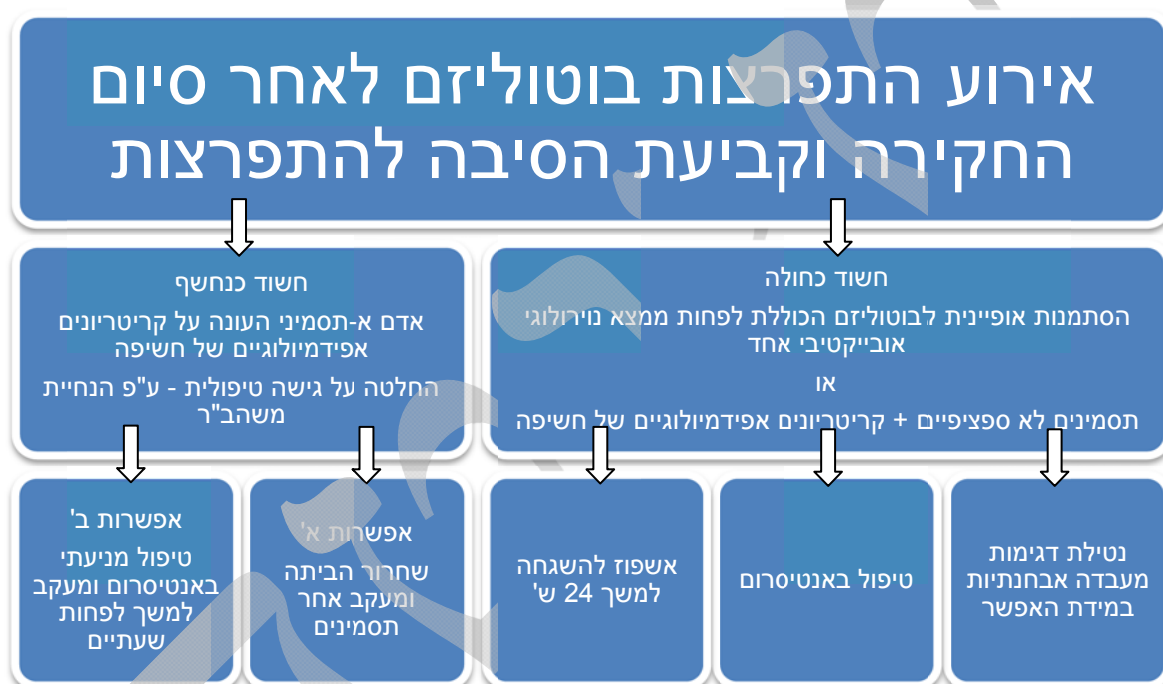 אירוע התפרצות בוטוליזם לאחר סיום
החקירה וקביעת הסיבה להתפרצות
חשוד כחולה
הסתמנות אופיינית לבוטוליזם הכוללת לפחות ממצא נוירולוגי
אובייקטיבי אחד
או
תסמינים לא ספציפיים + קריטריונים אפידמיולוגיים של חשיפה
חשוד כנחשף
אדם א-תסמיני העונה על קריטריונים
אפידמיולוגיים של חשיפה
החלטה על גישה טיפולית - ע"פ הנחיית
משהב"ר
נטילת דגימות
מעבדה אבחנתיות
במידת האפשר
טיפול באנטיסרום
אשפוז להשגחה
למשך 24 ש'
אפשרות א'
שחרור הביתה
ומעקב אחר
תסמינים
אפשרות ב'
טיפול מניעתי
באנטיסרום ומעקב
למשך לפחות
שעתיים